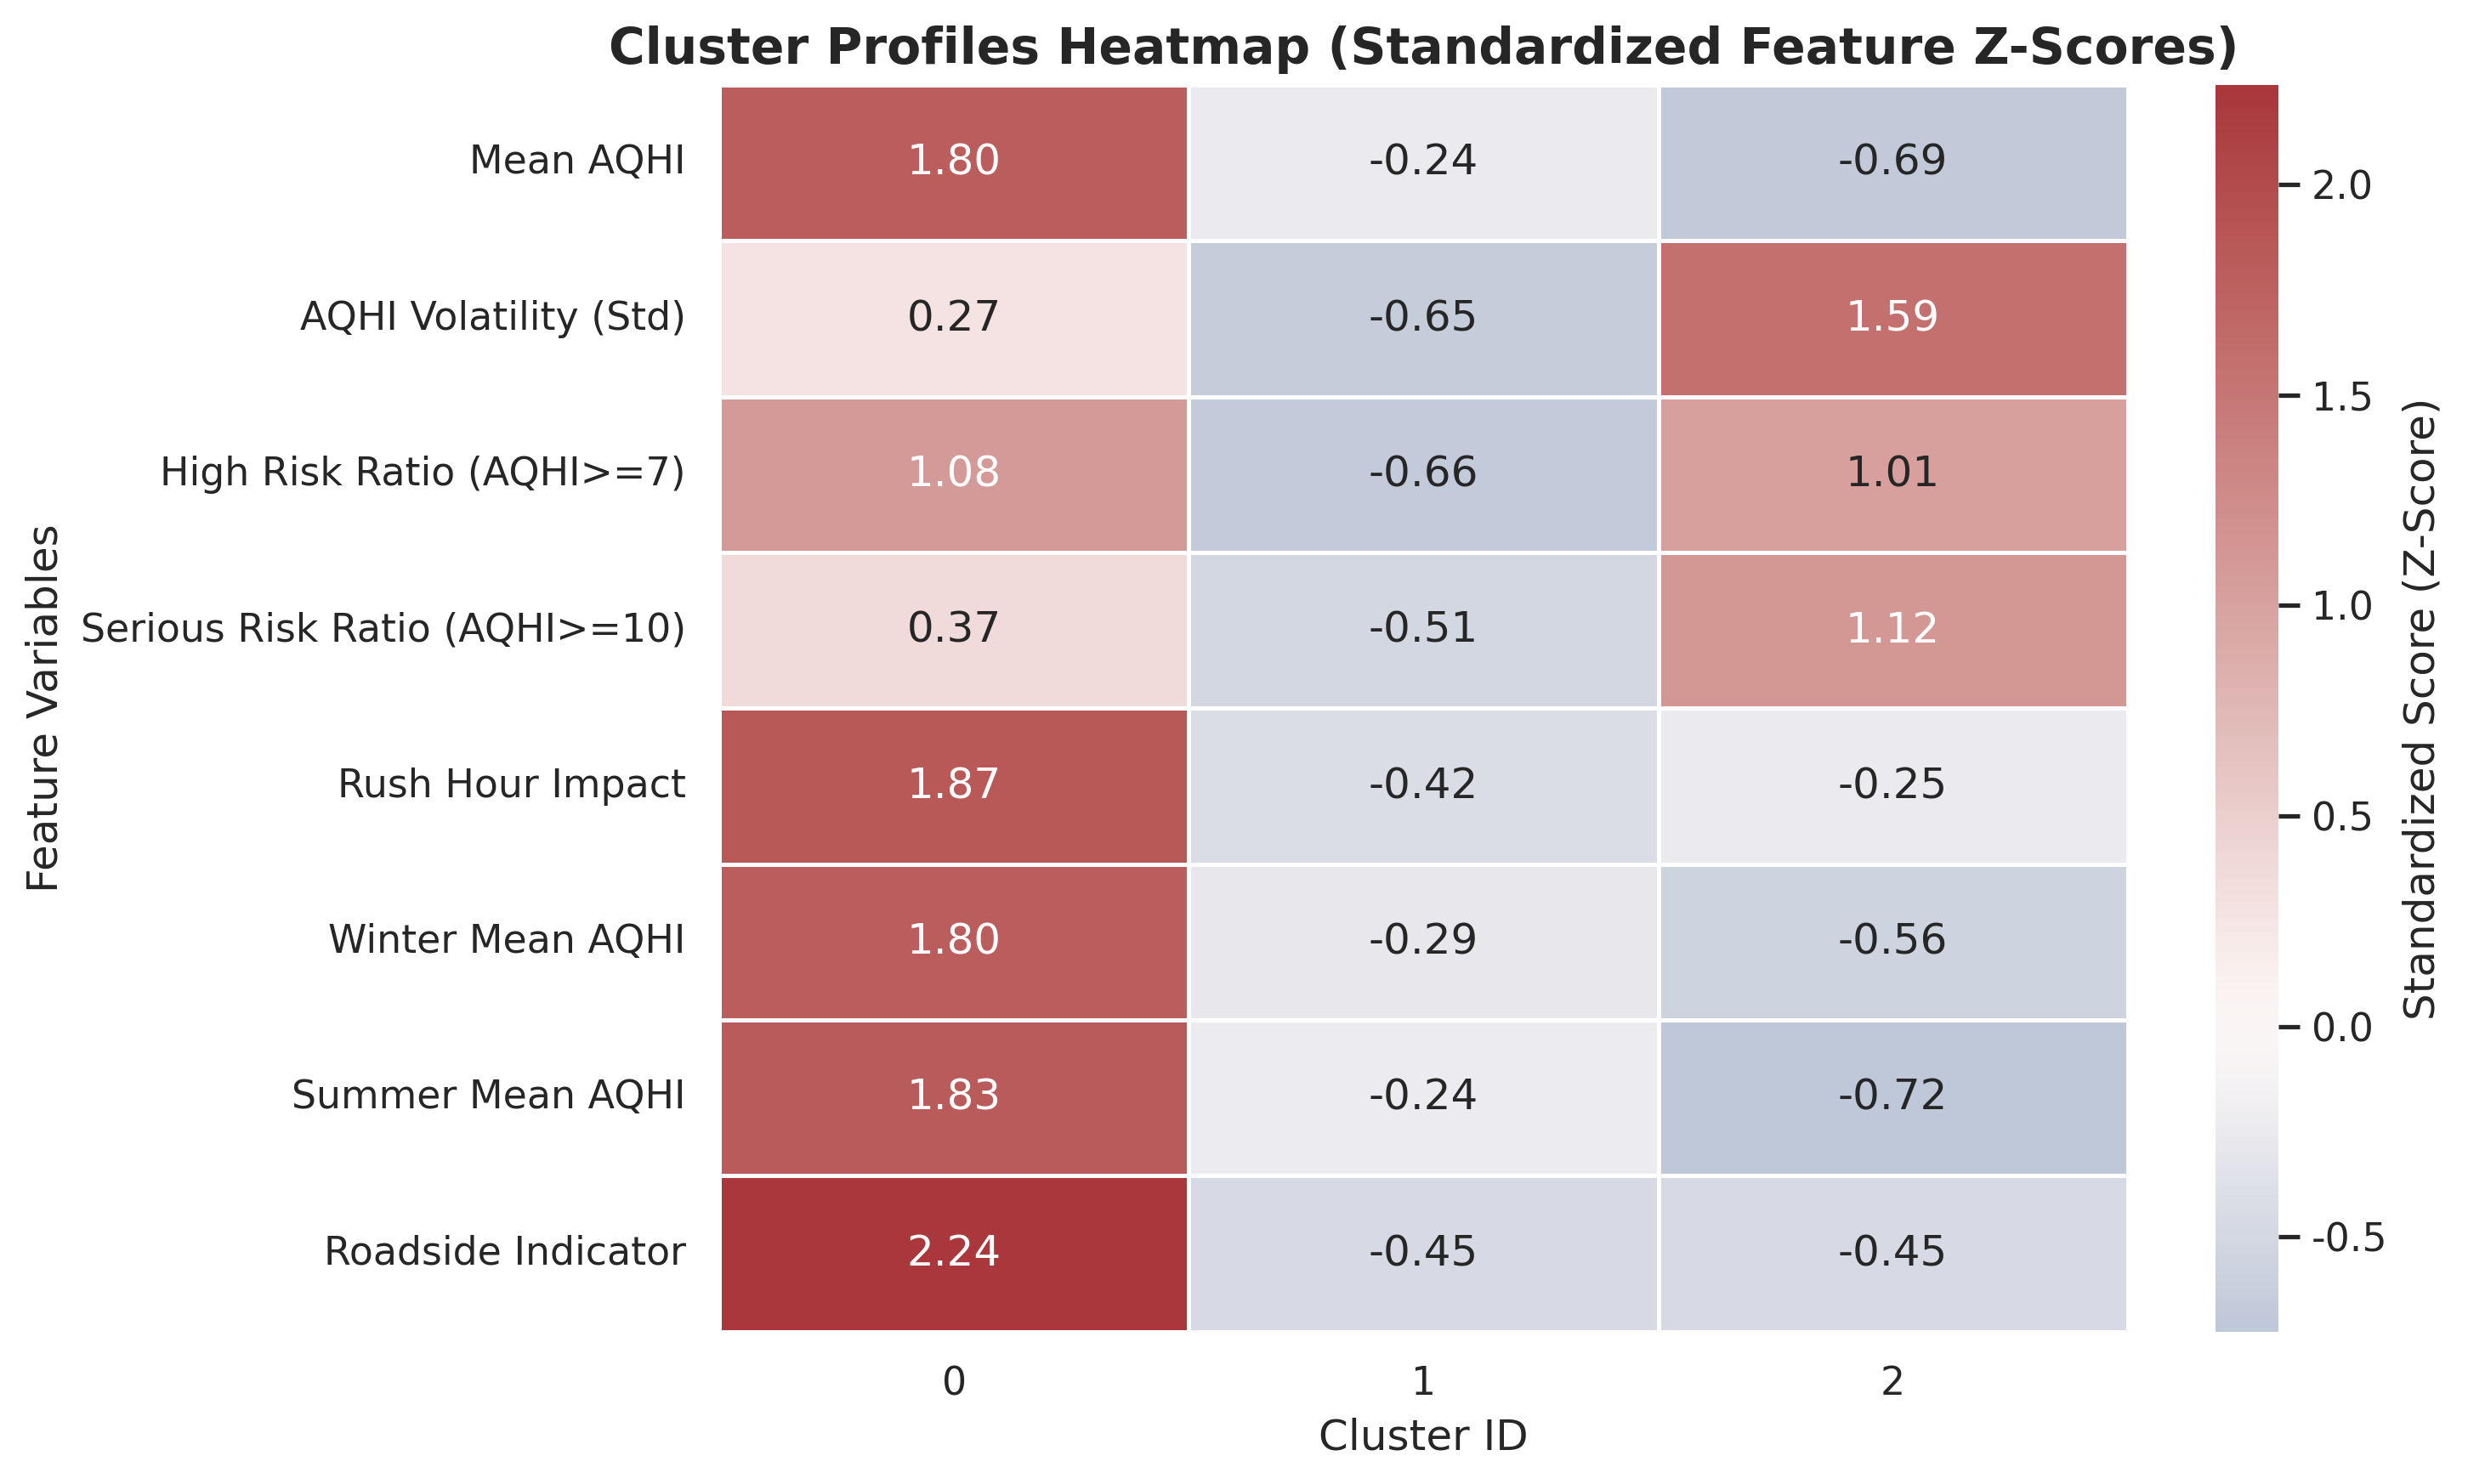 Cluster Profiles Heatmap (Standardized Feature Z-Scores)
Feature Variables
Mean AQHI 1.80 -0.24 -0.69
AQHI Volatility (Std) 0.27 -0.65 1.59
High Risk Ratio (AQHI>=7) 1.08 -0.66 1.01
Serious Risk Ratio (AQHI>=10) 0.37 -0.51 1.12
Rush Hour Impact 1.87 -0.42 -0.25
Winter Mean AQHI 1.80 -0.29 -0.56
Summer Mean AQHI 1.83 -0.24 -0.72
Roadside Indicator 2.24 -0.45 -0.45
0 1 2
Cluster ID
2.0
1.5
1.0
0.5
0.0
-0.5
Standardized Score (Z-Score)